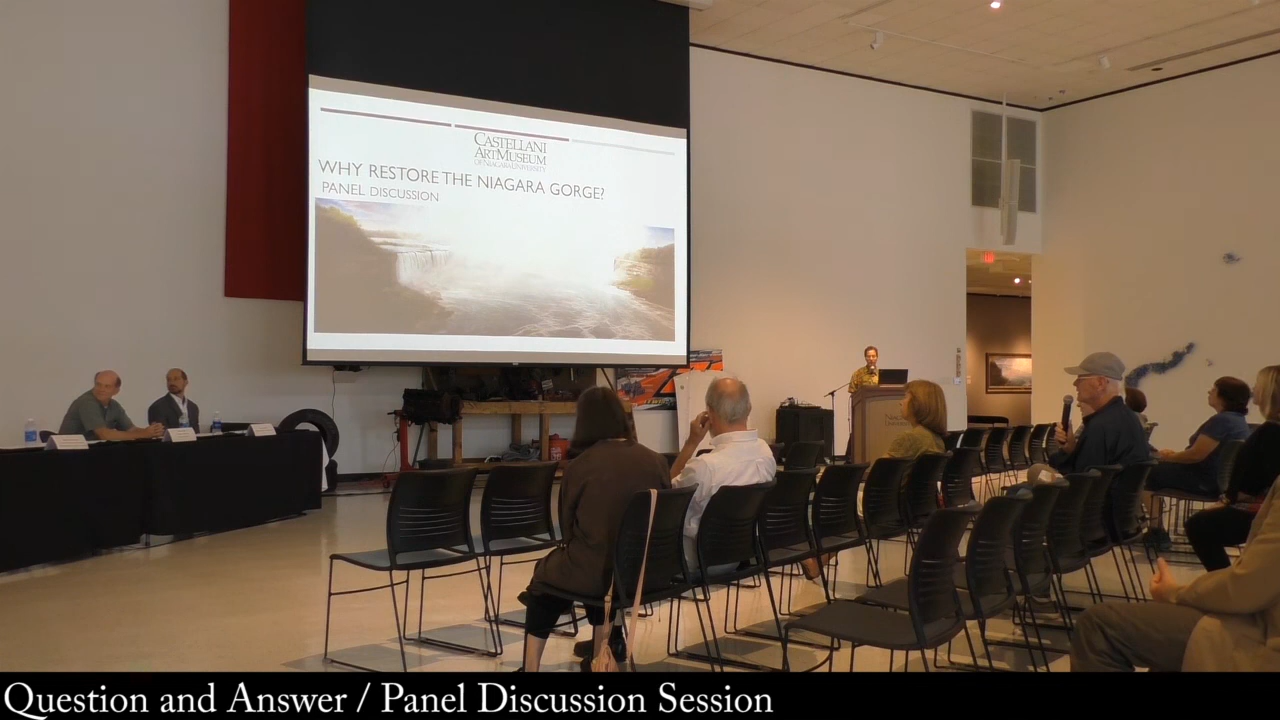 CASTELLANI
ART MUSEUM
OF NIAGARA UNIVERSITY
WHY RESTORE THE NIAGARA GORGE?
PANEL DISCUSSION
Question and Answer / Panel Discussion Session